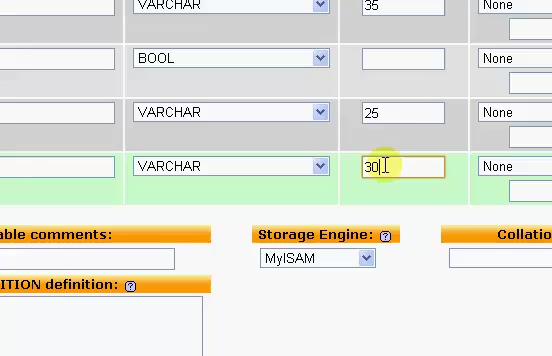 VARCHAR 35 None
BOOL None
VARCHAR 25 None
VARCHAR 30 None
able comments: Storage Engine: ? Collatio
MyISAM
ITION definition: ?